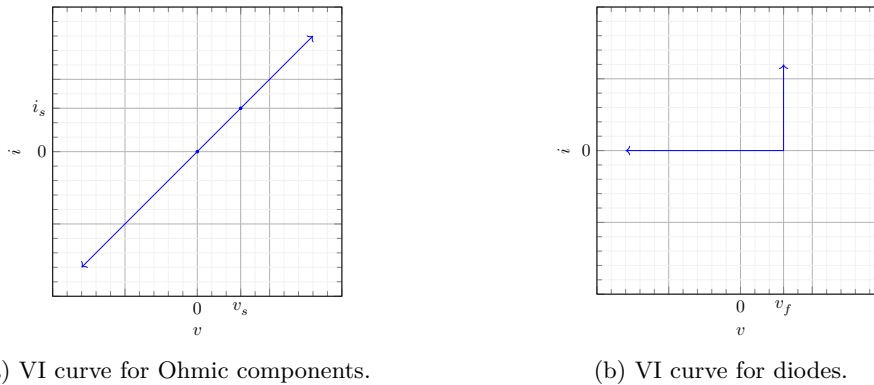 i_s
i
0
0
v_s
v
i
0
0
v_f
v
) VI curve for Ohmic components.
(b) VI curve for diodes.